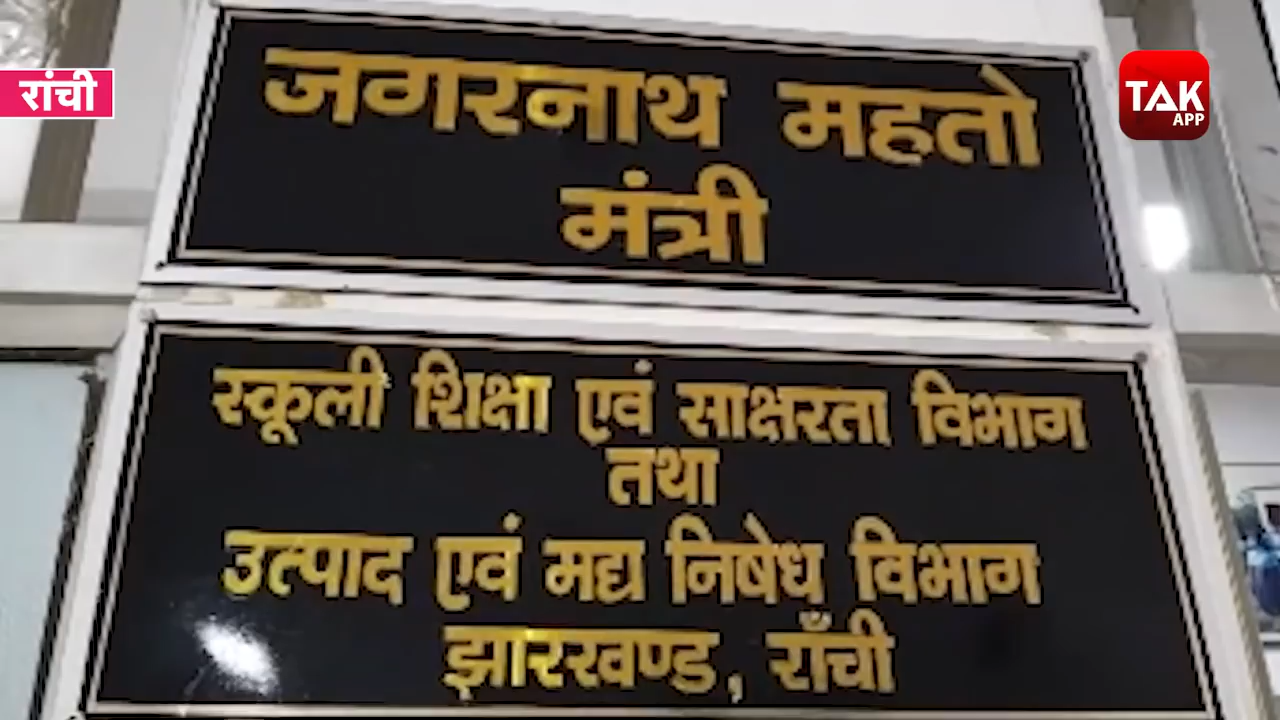 रांची
TAK
APP
जगरनाथ महतो
मंत्री
स्कूली शिक्षा एवं साक्षरता विभाग
तथा
उत्पाद एवं मद्य निषेध विभाग
झारखण्ड, राँची